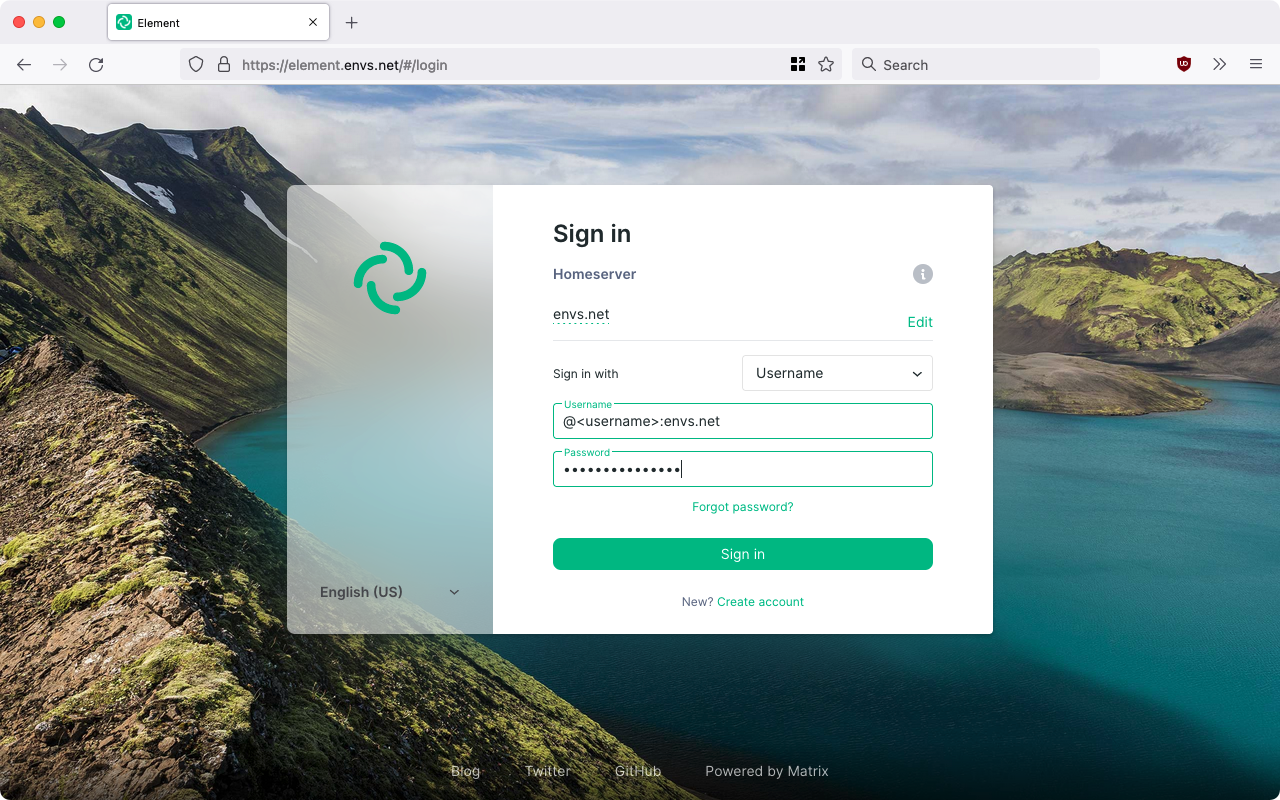 Element
https://element.envs.net/#/login
Search
Sign in
Homeserver
envs.net
Edit
Sign in with
Username
Username
@<username>:envs.net
Password
•••••••••••••••
Forgot password?
Sign in
English (US)
New? Create account
Blog Twitter GitHub Powered by Matrix